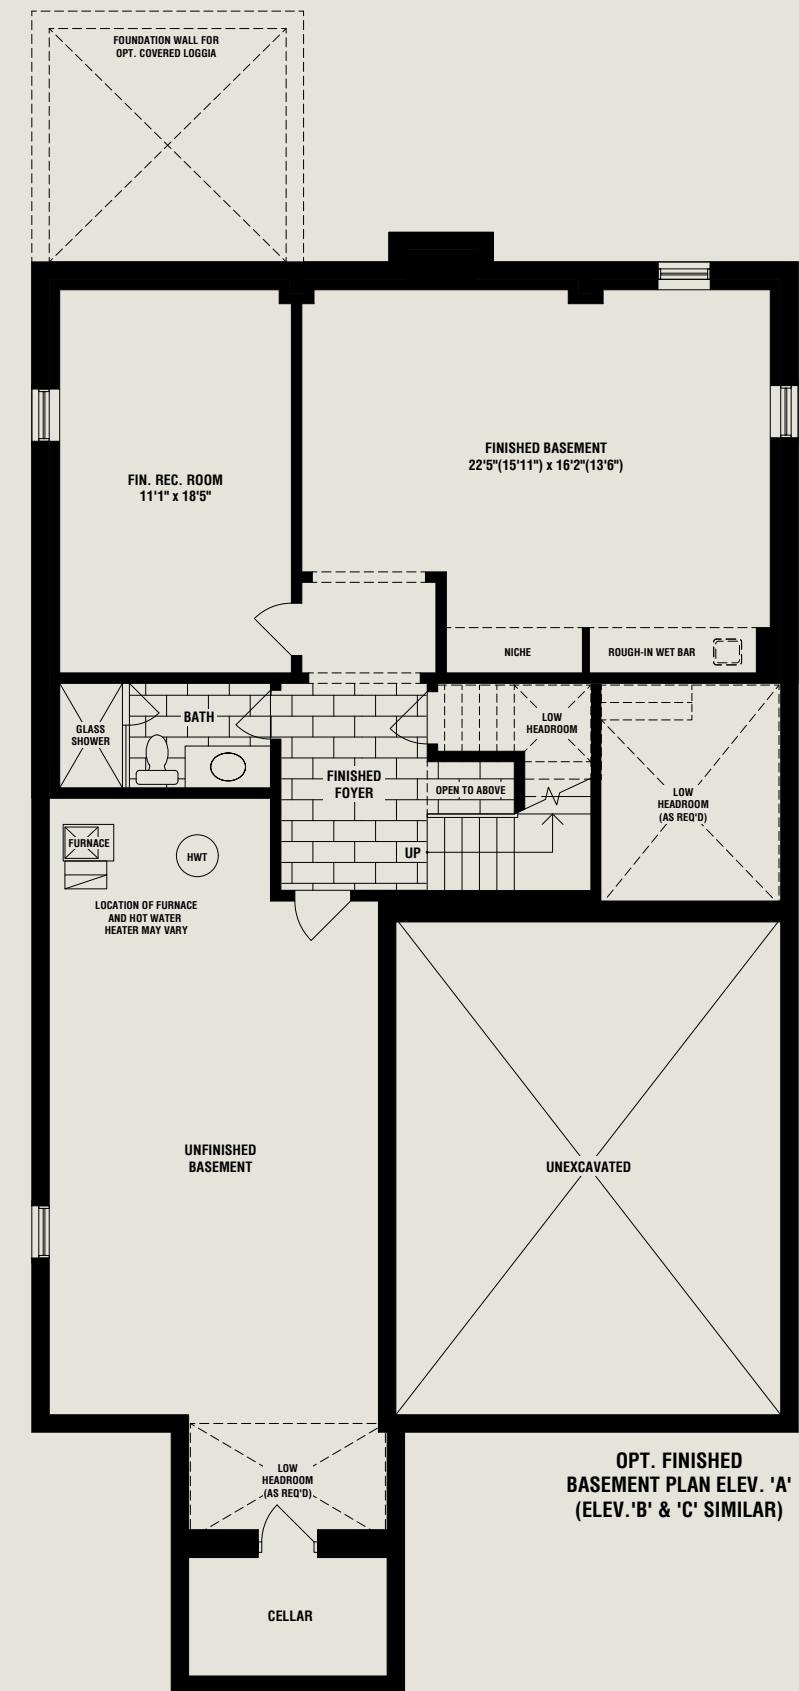 FOUNDATION WALL FOR
OPT. COVERED LOGGIA
FINISHED BASEMENT
22'5"(15'11") x 16'2"(13'6")
FIN. REC. ROOM
11'1" x 18'5"
NICHE
ROUGH-IN WET BAR
BATH
GLASS
SHOWER
LOW
HEADROOM
FINISHED
FOYER
OPEN TO ABOVE
LOW
HEADROOM
(AS REQ'D)
UP
FURNACE
HWT
LOCATION OF FURNACE
AND HOT WATER
HEATER MAY VARY
UNFINISHED
BASEMENT
UNEXCAVATED
LOW
HEADROOM
(AS REQ'D)
OPT. FINISHED
BASEMENT PLAN ELEV. 'A'
(ELEV.'B' & 'C' SIMILAR)
CELLAR